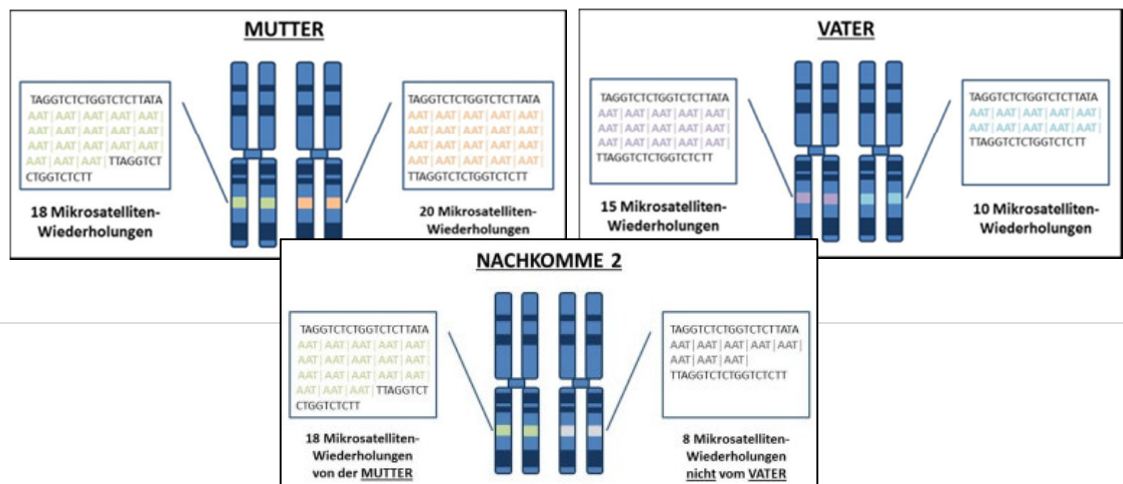 MUTTER
TAGGTCTCTGGTCTCTTATA
AAT|AAT|AAT|AAT|AAT|
AAT|AAT|AAT|AAT|AAT|
AAT|AAT|AAT|AAT|AAT|
AAT|AAT|AAT|TTAGGTCT
CTGGTCTCTT
18 Mikrosatelliten-
Wiederholungen
TAGGTCTCTGGTCTCTTATA
AAT|AAT|AAT|AAT|AAT|
AAT|AAT|AAT|AAT|AAT|
AAT|AAT|AAT|AAT|AAT|
AAT|AAT|AAT|AAT|AAT|
TTAGGTCTCTGGTCTCTT
20 Mikrosatelliten-
Wiederholungen
VATER
TAGGTCTCTGGTCTCTTATA
AAT|AAT|AAT|AAT|AAT|
AAT|AAT|AAT|AAT|AAT|
AAT|AAT|AAT|AAT|AAT|
TTAGGTCTCTGGTCTCTT
15 Mikrosatelliten-
Wiederholungen
TAGGTCTCTGGTCTCTTATA
AAT|AAT|AAT|AAT|AAT|
AAT|AAT|AAT|AAT|AAT|
TTAGGTCTCTGGTCTCTT
10 Mikrosatelliten-
Wiederholungen
NACHKOMME 2
TAGGTCTCTGGTCTCTTATA
AAT|AAT|AAT|AAT|AAT|
AAT|AAT|AAT|AAT|AAT|
AAT|AAT|AAT|AAT|AAT|
AAT|AAT|AAT|TTAGGTCT
CTGGTCTCTT
18 Mikrosatelliten-
Wiederholungen
von der MUTTER
TAGGTCTCTGGTCTCTTATA
AAT|AAT|AAT|AAT|AAT|
AAT|AAT|AAT|
TTAGGTCTCTGGTCTCTT
8 Mikrosatelliten-
Wiederholungen
nicht vom VATER